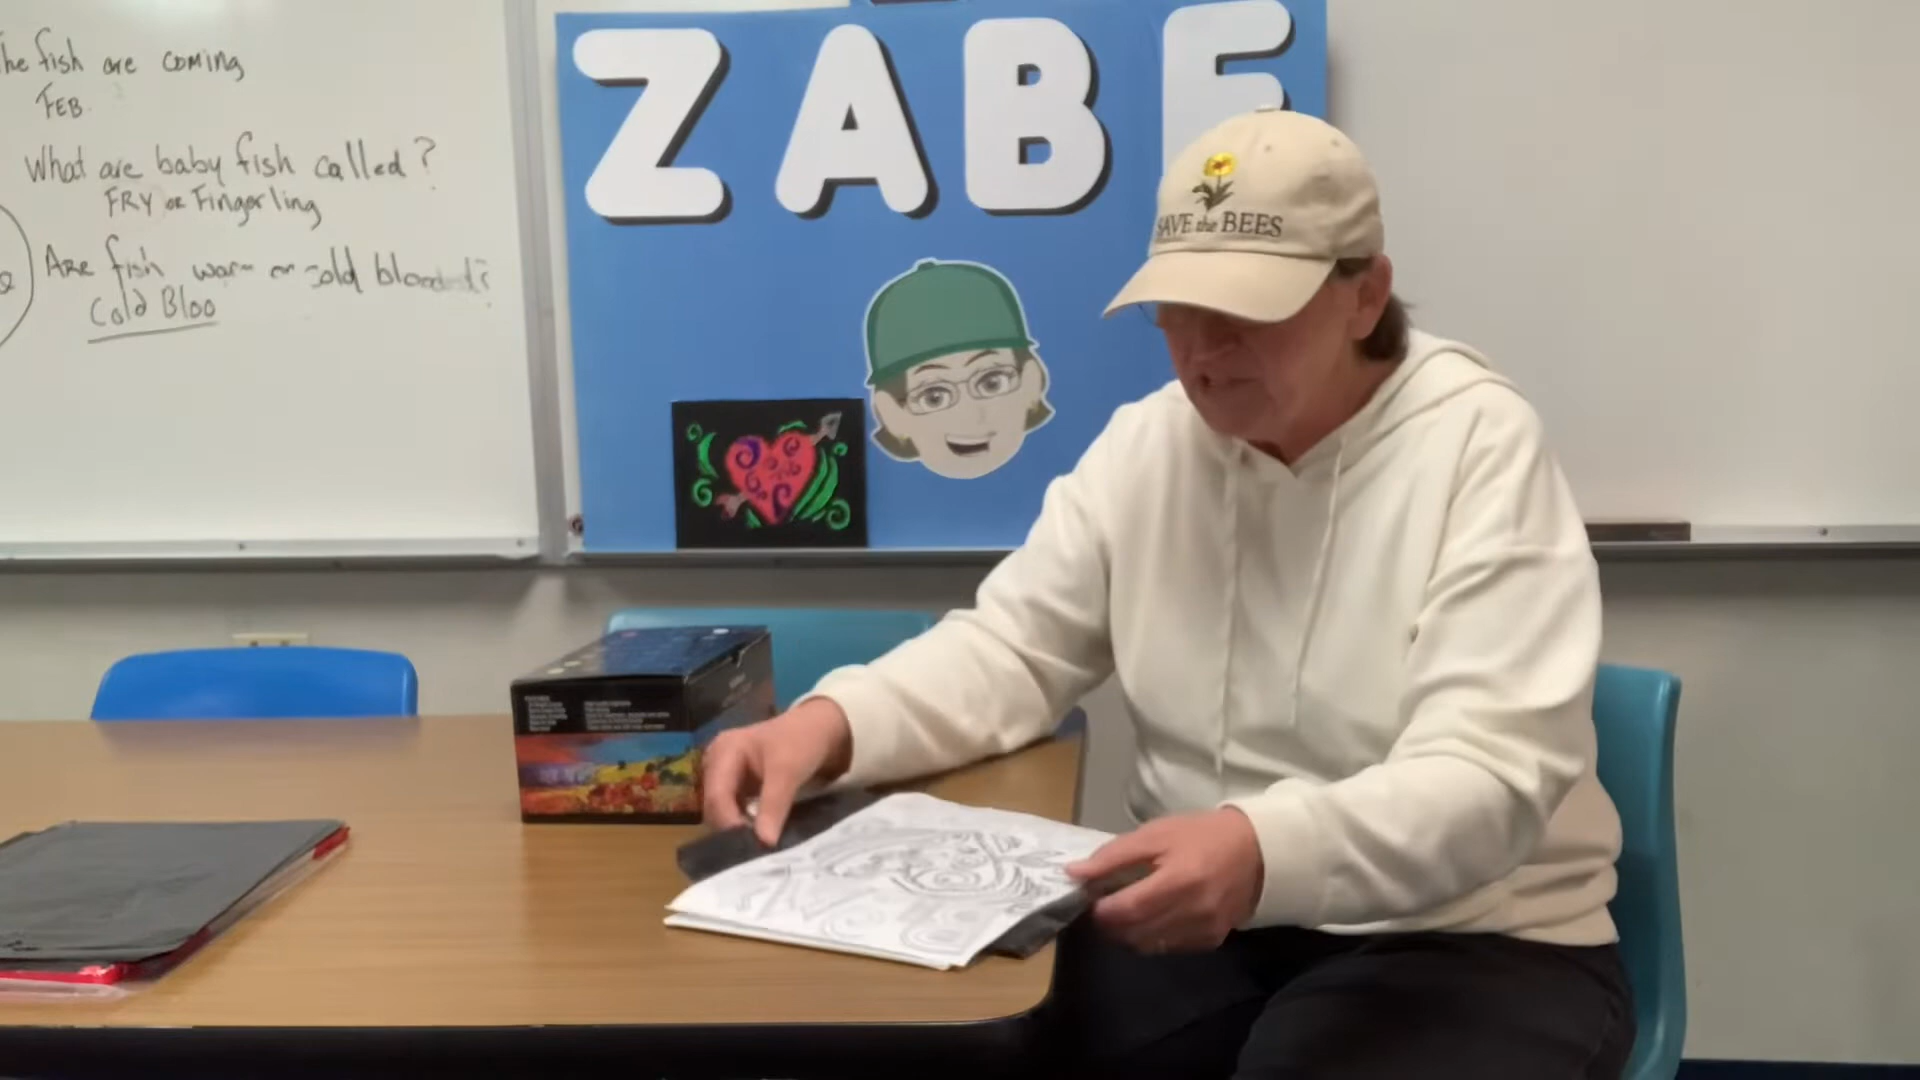 The fish are coming
FEB.
What are baby fish called?
FRY or Fingerling
Are fish warm or cold blooded?
Cold Bloo
ZABE
SAVE the BEES